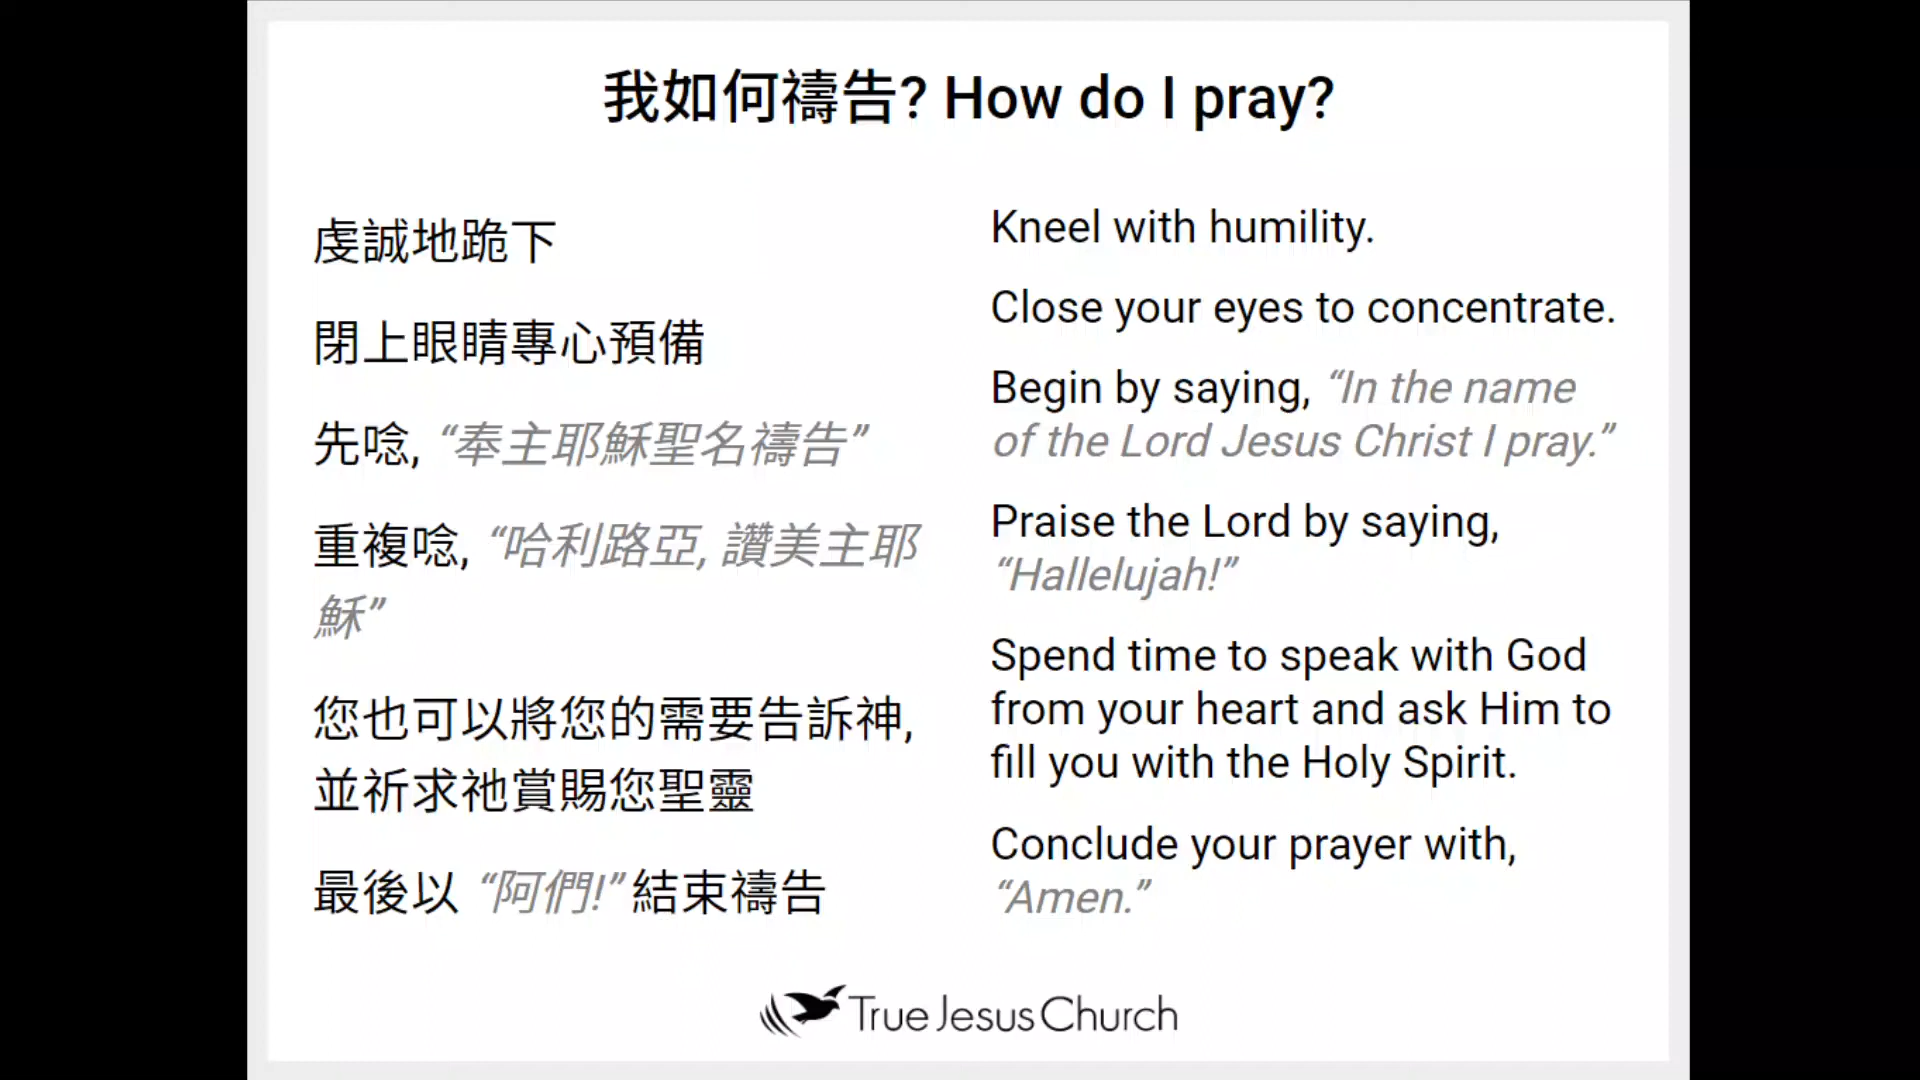 我如何禱告? How do I pray?
虔誠地跪下
閉上眼睛專心預備
先唸, “奉主耶穌聖名禱告”
重複唸, “哈利路亞, 讚美主耶
穌”
您也可以將您的需要告訴神,
並祈求祂賞賜您聖靈
最後以 “阿們!” 結束禱告
Kneel with humility.
Close your eyes to concentrate.
Begin by saying, “In the name
of the Lord Jesus Christ I pray.”
Praise the Lord by saying,
“Hallelujah!”
Spend time to speak with God
from your heart and ask Him to
fill you with the Holy Spirit.
Conclude your prayer with,
“Amen.”
True Jesus Church